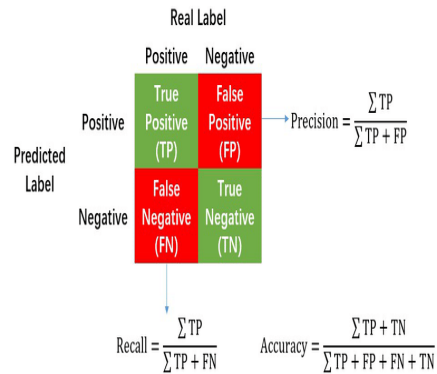 Real Label
Positive Negative
True Positive (TP)
False Positive (FP)
Positive
Precision = ∑ TP / ∑ TP + FP
Predicted Label
Negative
False Negative (FN)
True Negative (TN)
Recall = ∑ TP / ∑ TP + FN
Accuracy = ∑ TP + TN / ∑ TP + FP + FN + TN